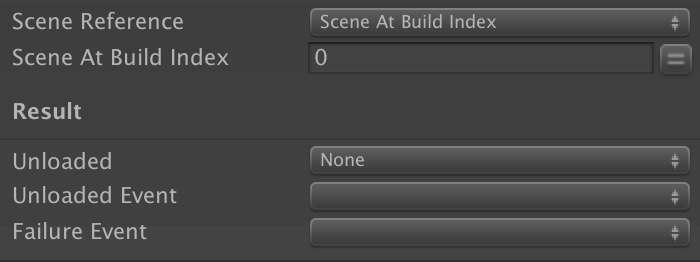 Scene Reference Scene At Build Index
Scene At Build Index 0
Result
Unloaded None
Unloaded Event
Failure Event